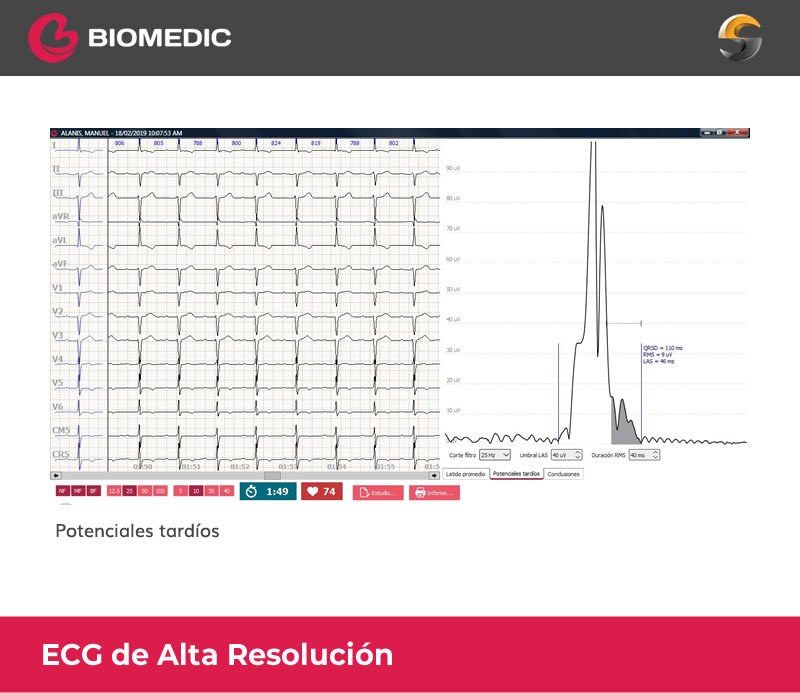 BIOMEDIC
ALANIS, MANUEL - 18/02/2019 10:07:53 AM
806 805 788 800 824 819 788 802
I
II
III
aVR
aVL
aVF
V1
V2
V3
V4
V5
V6
CM5
CR5
01:50 01:51 01:52 01:53 01:54 01:55 01:5
90 uV
80 uV
70 uV
60 uV
50 uV
40 uV
30 uV
20 uV
10 uV
QRSD = 110 ms
RMS = 9 uV
LAS = 46 ms
Corte filtro 25 Hz Umbral LAS 40 uV Duración RMS 40 ms
Latido promedio Potenciales tardíos Conclusiones
NF MF BF 12.5 25 50 100 5 10 20 40 1:49 74 Estudio... Informe...
Potenciales tardíos
ECG de Alta Resolución